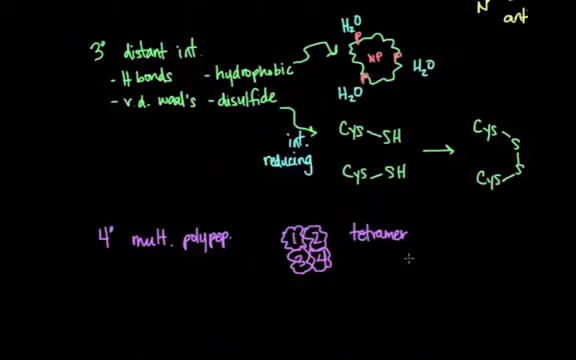 N
ant
3° distant int.
- H bonds - hydrophobic
- v.d. waal's - disulfide
H₂O
P
NP P H₂O
P
H₂O
int.
reducing
Cys-SH
Cys-SH
Cys
S
S
Cys
4° mult. polypep.
1 2
3 4
tetramer